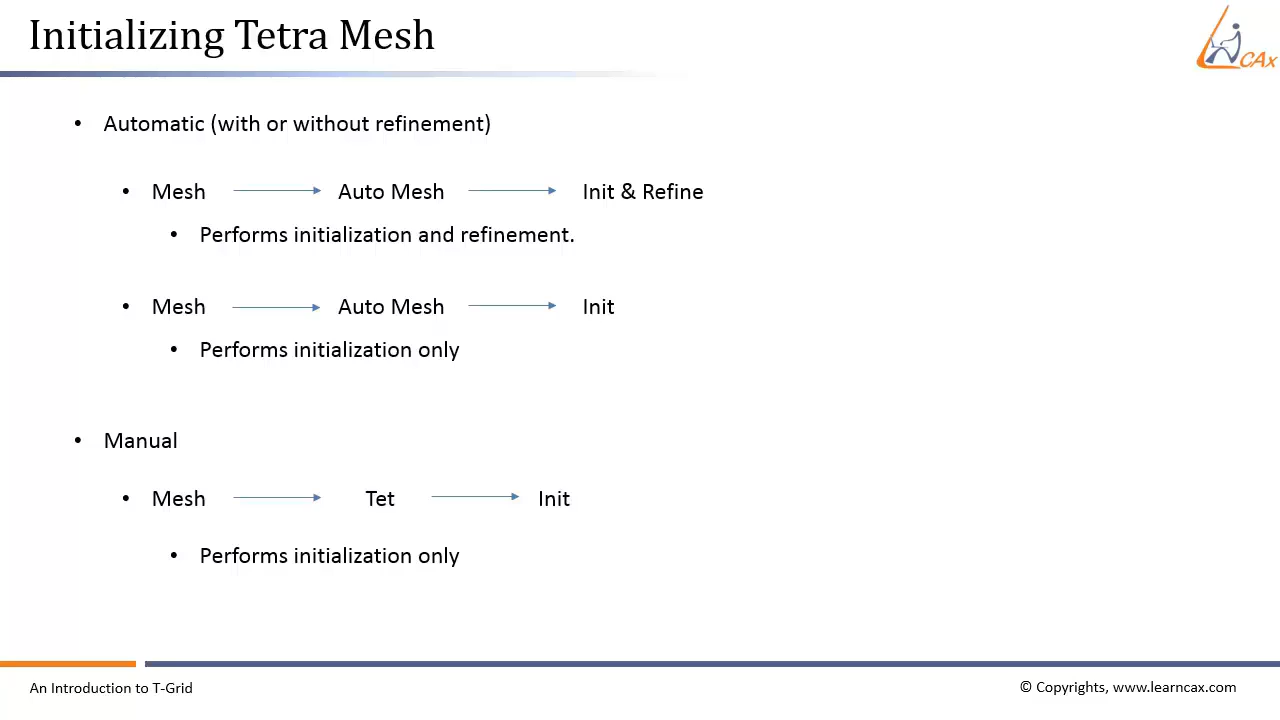 Initializing Tetra Mesh
CAx
• Automatic (with or without refinement)
• Mesh → Auto Mesh → Init & Refine
• Performs initialization and refinement.
• Mesh → Auto Mesh → Init
• Performs initialization only
• Manual
• Mesh → Tet → Init
• Performs initialization only
An Introduction to T-Grid
© Copyrights, www.learncax.com